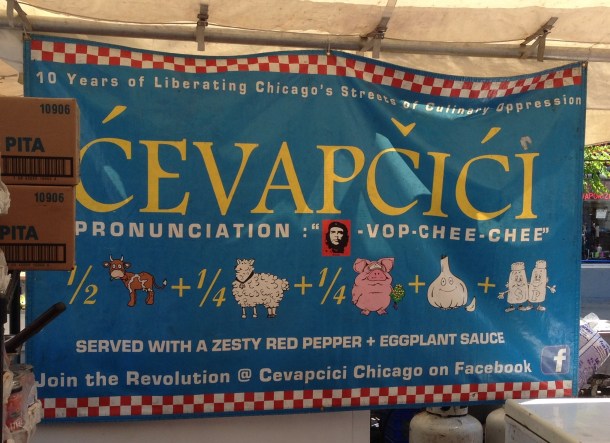 10 Years of Liberating Chicago's Streets of Culinary Oppression
ĆEVAPČIĆI
PRONUNCIATION :" -VOP-CHEE-CHEE"
1/2 + 1/4 + 1/4 + +
SERVED WITH A ZESTY RED PEPPER + EGGPLANT SAUCE
Join the Revolution @ Cevapcici Chicago on Facebook
f
10906
PITA
10906
PITA